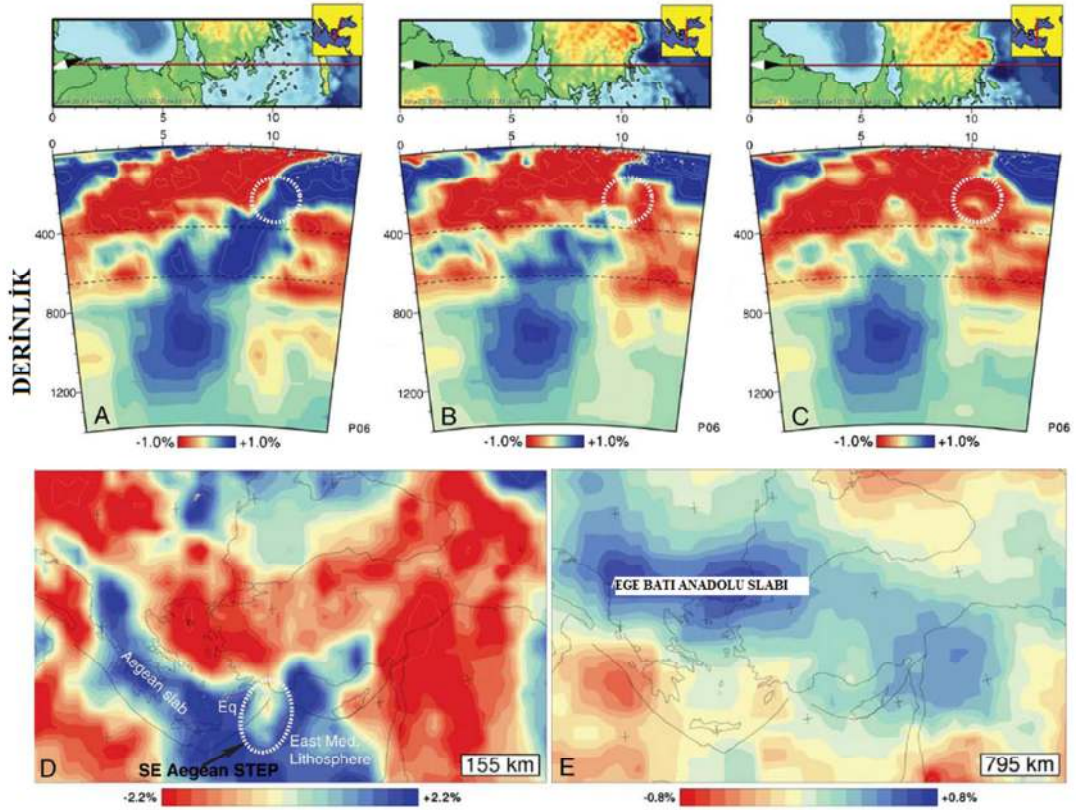 0 5 10
0 5 10
0 5 10
DERİNLİK
0
400
800
1200
A
P06
-1.0% +1.0%
0
400
800
1200
B
P06
-1.0% +1.0%
0
400
800
1200
C
P06
-1.0% +1.0%
Aegean slab
Eq
East Med.
Lithosphere
SE Aegean STEP
D
155 km
-2.2% +2.2%
EGE BATI ANADOLU SLABI
E
795 km
-0.8% +0.8%